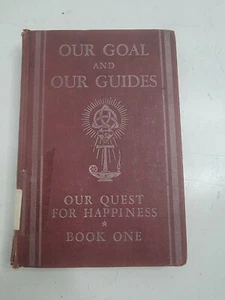 OUR GOAL
AND
OUR GUIDES
OUR QUEST
FOR HAPPINESS
BOOK ONE